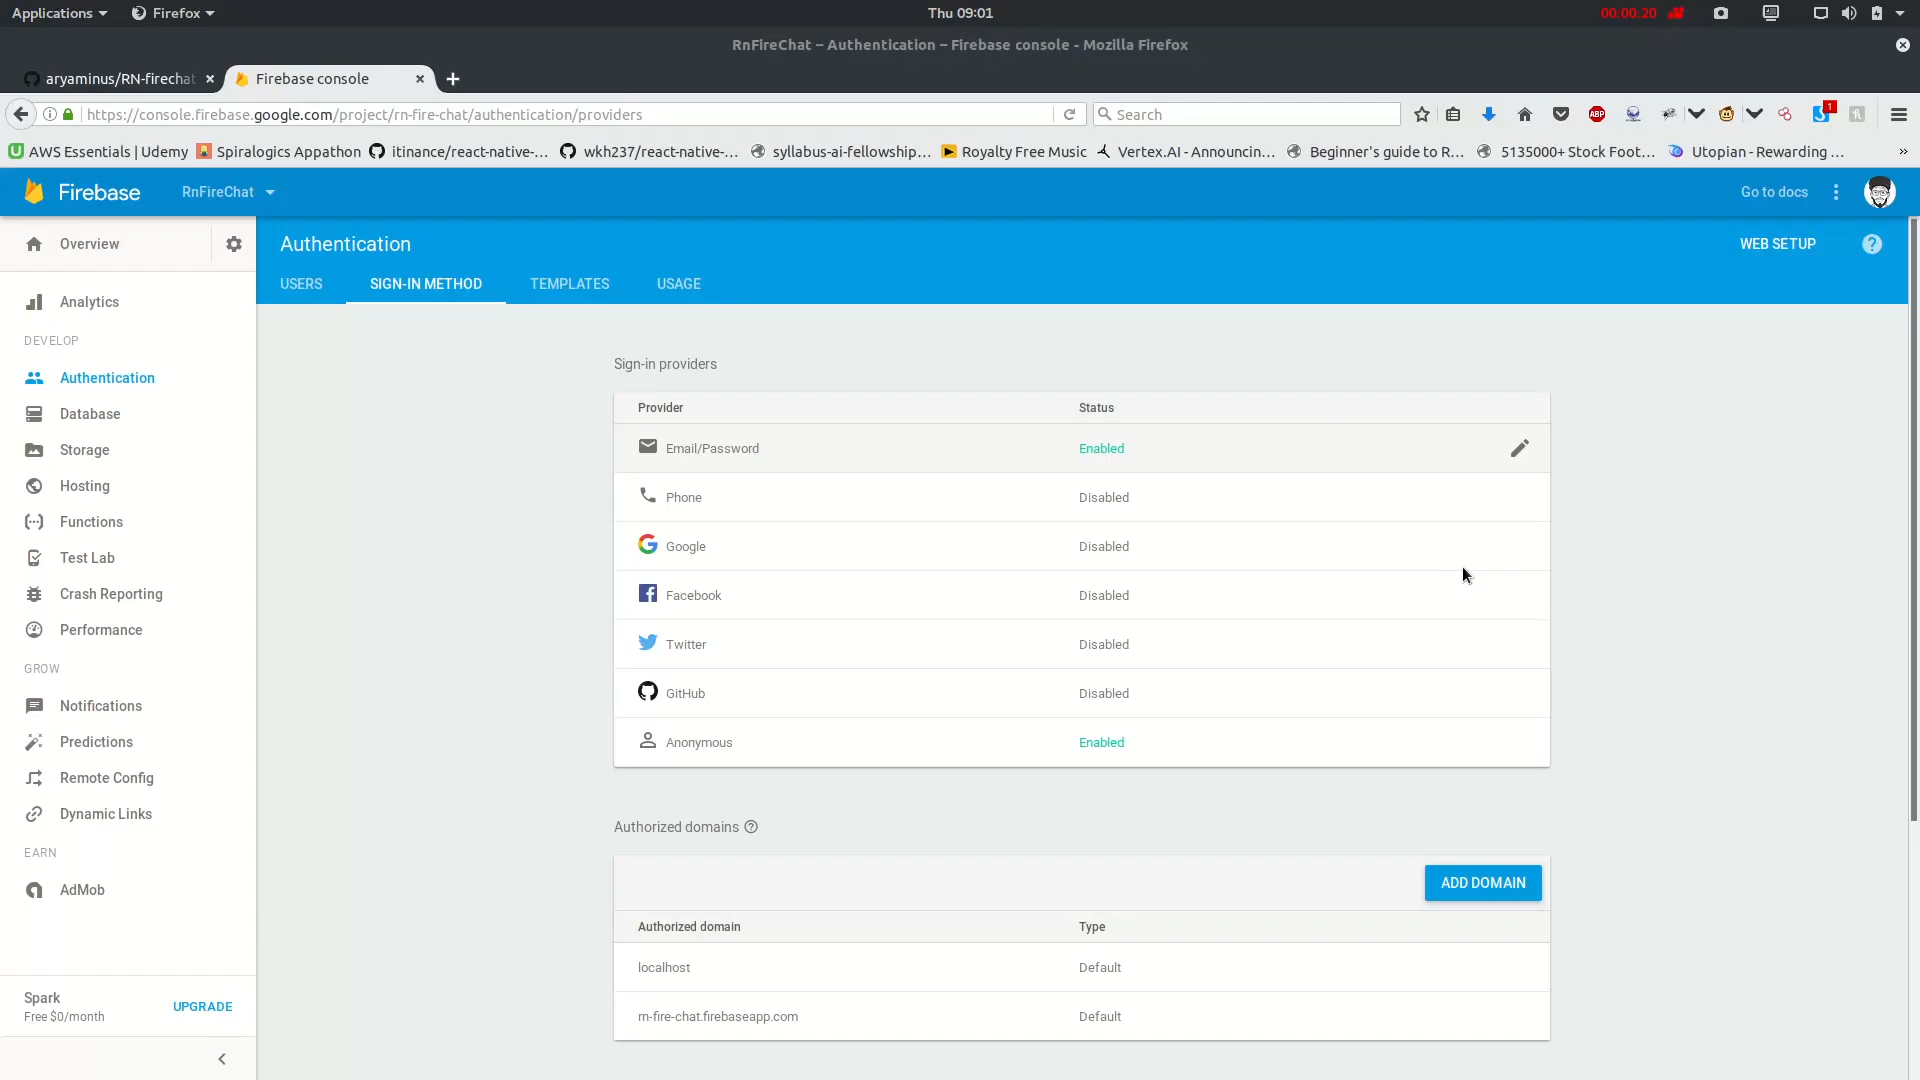 Applications Firefox Thu 09:01 00:00:20
RnFireChat – Authentication – Firebase console - Mozilla Firefox
aryaminus/RN-firechat Firebase console
https://console.firebase.google.com/project/rn-fire-chat/authentication/providers Search ABP 1
AWS Essentials | Udemy Spiralogics Appathon itinance/react-native-... wkh237/react-native-... syllabus-ai-fellowship... Royalty Free Music Vertex.AI - Announcin... Beginner's guide to R... 5135000+ Stock Foot... Utopian - Rewarding ... »
Firebase RnFireChat Go to docs
Overview
Authentication WEB SETUP ?
USERS SIGN-IN METHOD TEMPLATES USAGE
Analytics
DEVELOP
Authentication
Database
Storage
Hosting
Functions
Test Lab
Crash Reporting
Performance
GROW
Notifications
Predictions
Remote Config
Dynamic Links
EARN
AdMob
Spark
Free $0/month
UPGRADE
Sign-in providers
Provider Status
Email/Password Enabled
Phone Disabled
Google Disabled
Facebook Disabled
Twitter Disabled
GitHub Disabled
Anonymous Enabled
Authorized domains ?
ADD DOMAIN
Authorized domain Type
localhost Default
rn-fire-chat.firebaseapp.com Default